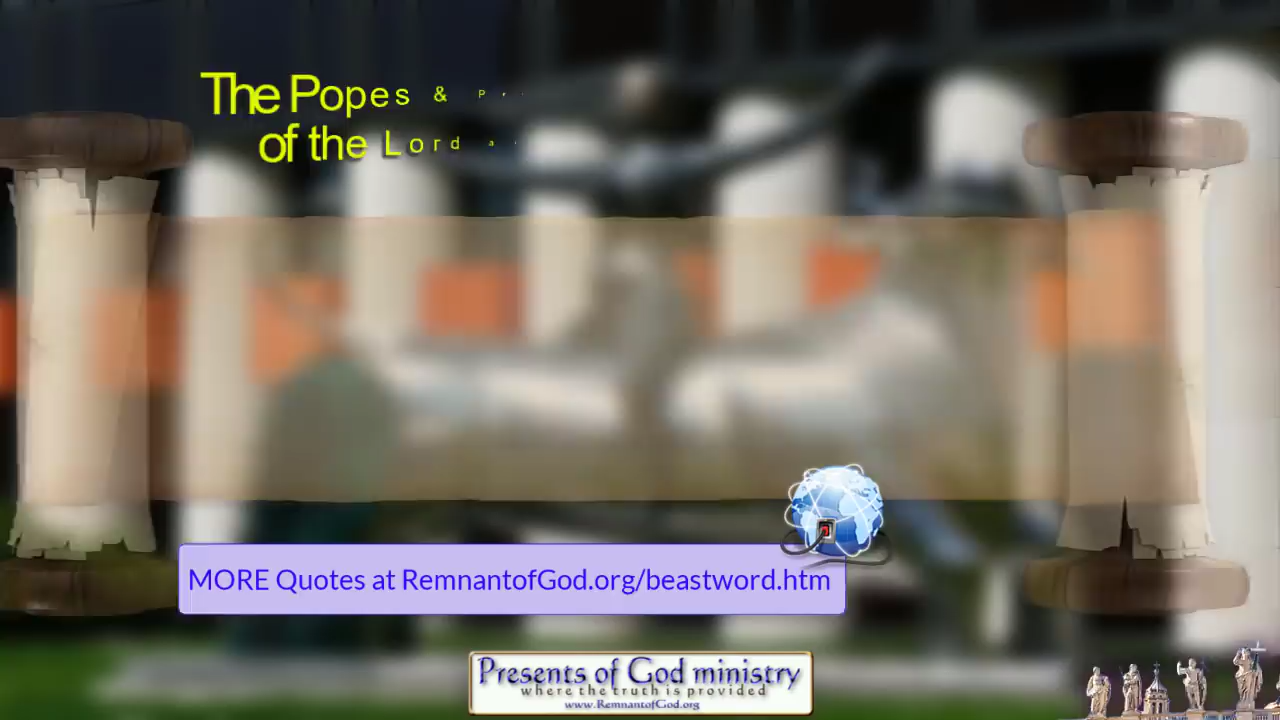 The Popes & P r
of the Lord a
MORE Quotes at RemnantofGod.org/beastword.htm
Presents of God ministry
where the truth is provided
www.RemnantofGod.org